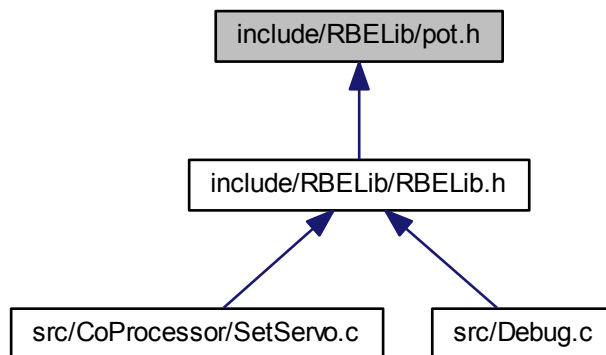 include/RBELib/pot.h
include/RBELib/RBELib.h
src/CoProcessor/SetServo.c
src/Debug.c